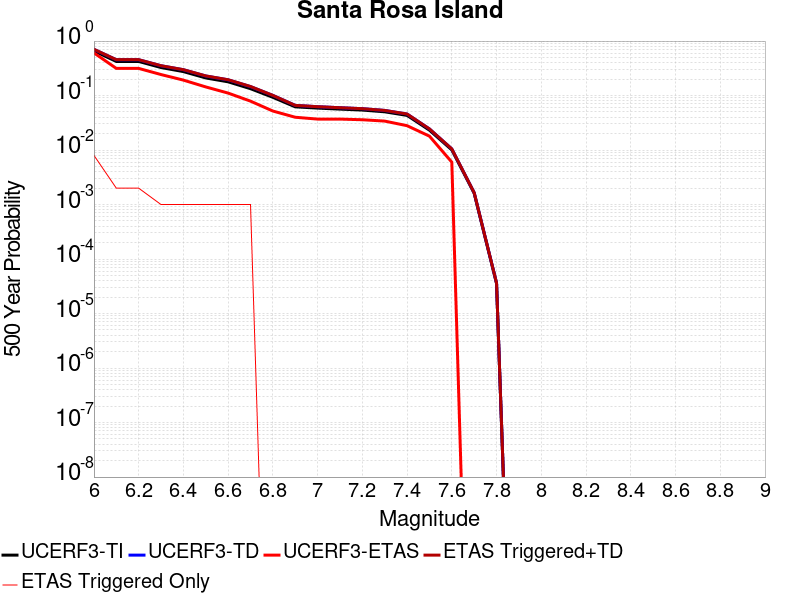 Santa Rosa Island
10^0
10^-1
10^-2
10^-3
10^-4
10^-5
10^-6
10^-7
10^-8
500 Year Probability
6 6.2 6.4 6.6 6.8 7 7.2 7.4 7.6 7.8 8 8.2 8.4 8.6 8.8 9
Magnitude
UCERF3-TI UCERF3-TD UCERF3-ETAS ETAS Triggered+TD
ETAS Triggered Only